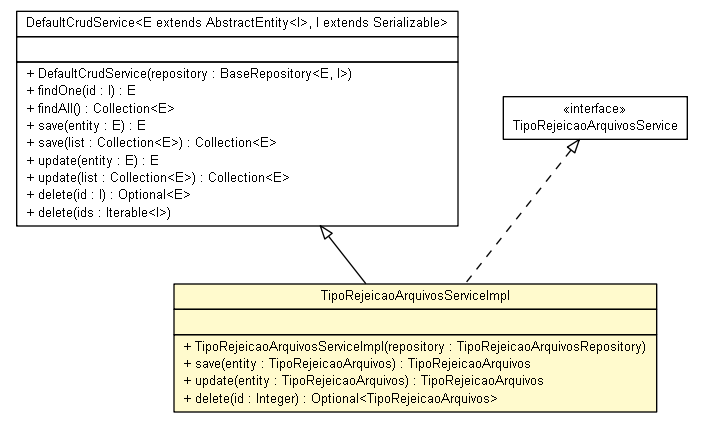 DefaultCrudService<E extends AbstractEntity<I>, I extends Serializable>
+ DefaultCrudService(repository : BaseRepository<E, I>)
+ findOne(id : I) : E
+ findAll() : Collection<E>
+ save(entity : E) : E
+ save(list : Collection<E>) : Collection<E>
+ update(entity : E) : E
+ update(list : Collection<E>) : Collection<E>
+ delete(id : I) : Optional<E>
+ delete(ids : Iterable<I>)
«interface»
TipoRejeicaoArquivosService
TipoRejeicaoArquivosServiceImpl
+ TipoRejeicaoArquivosServiceImpl(repository : TipoRejeicaoArquivosRepository)
+ save(entity : TipoRejeicaoArquivos) : TipoRejeicaoArquivos
+ update(entity : TipoRejeicaoArquivos) : TipoRejeicaoArquivos
+ delete(id : Integer) : Optional<TipoRejeicaoArquivos>